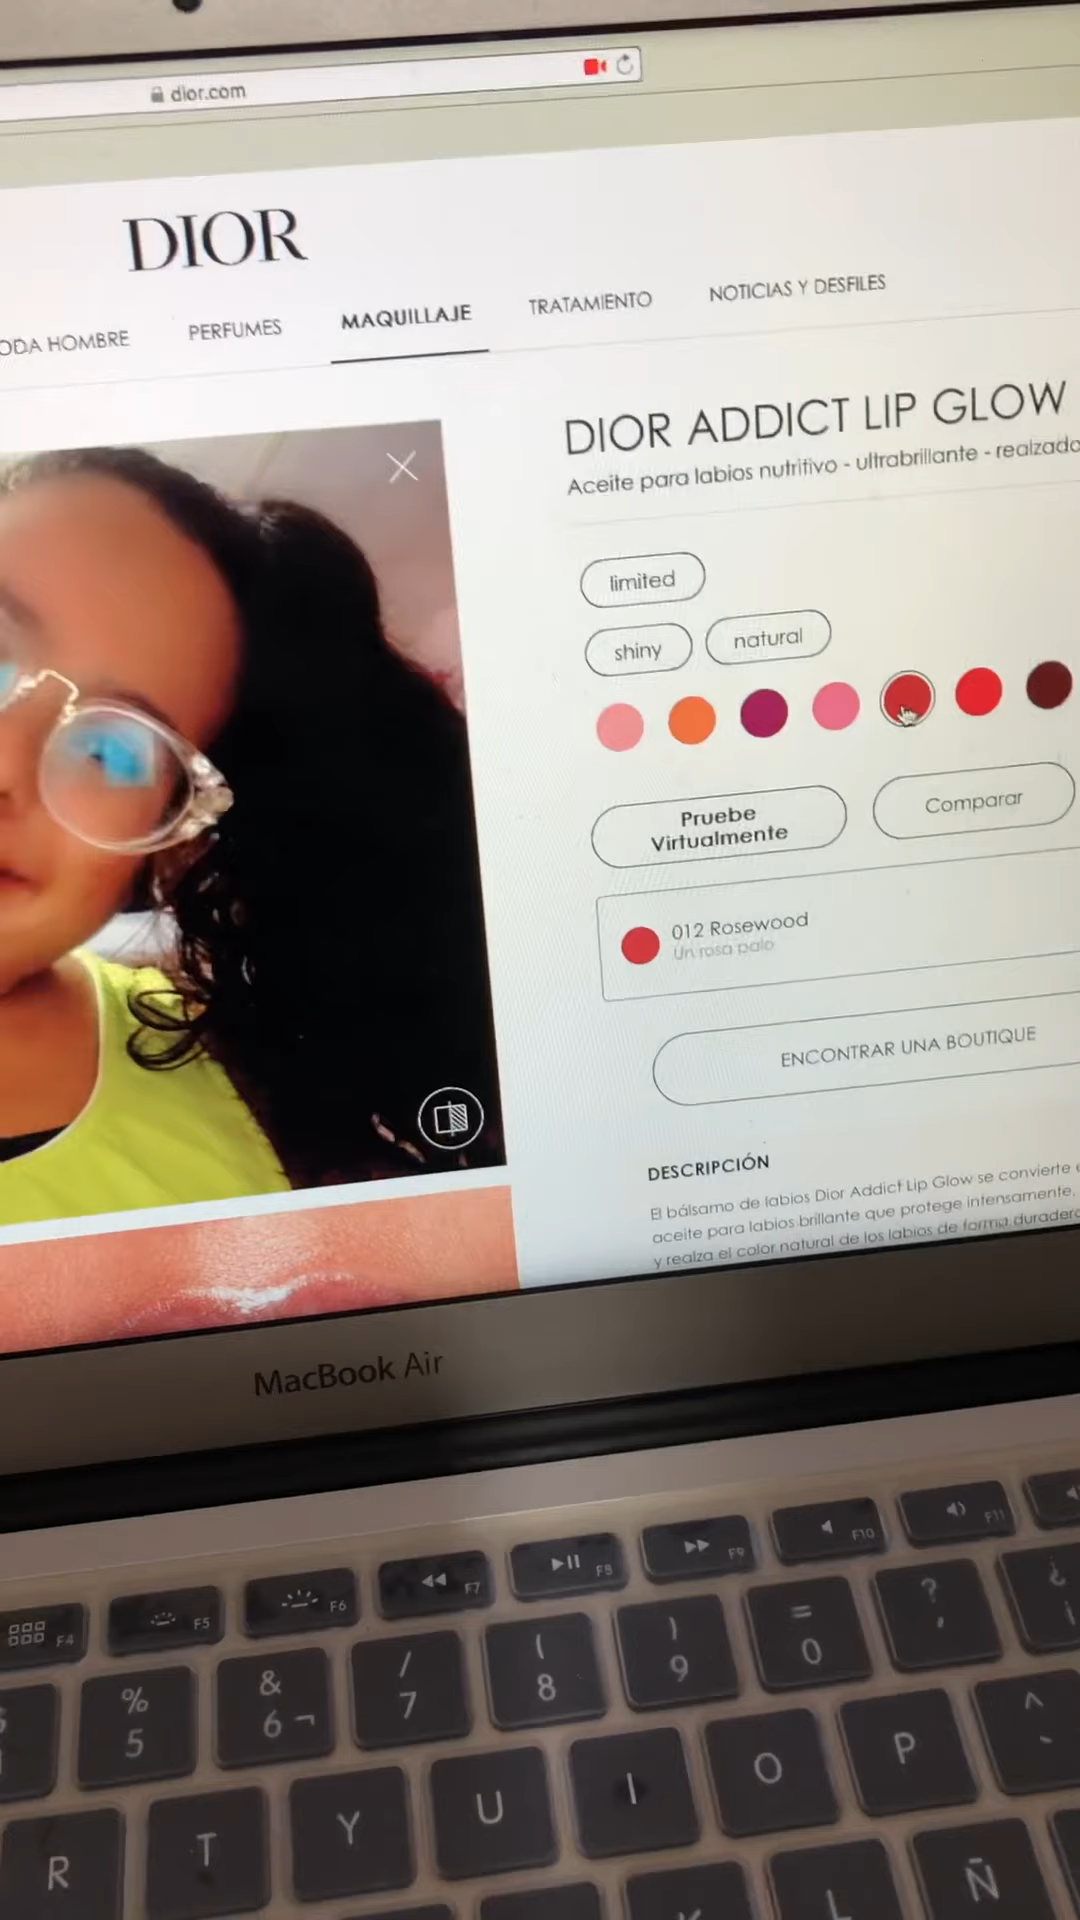 dior.com
DIOR
ODA HOMBRE
PERFUMES
MAQUILLAJE
TRATAMIENTO
NOTICIAS Y DESFILES
DIOR ADDICT LIP GLOW
Aceite para labios nutritivo - ultrabrillante - realzado
limited
shiny
natural
Pruebe
Virtualmente
Comparar
012 Rosewood
Un rosa palo
ENCONTRAR UNA BOUTIQUE
DESCRIPCIÓN
El bálsamo de labios Dior Addict Lip Glow se convierte
aceite para labios brillante que protege intensamente,
y realza el color natural de los labios de forma duradera
MacBook Air
F4
F5
F6
F7
F8
F9
F10
F11
% 5
& 6 ¬
/ 7
( 8
) 9
= 0
? '
¿ ¡
R
T
Y
U
I
O
P
^ `
L
Ñ